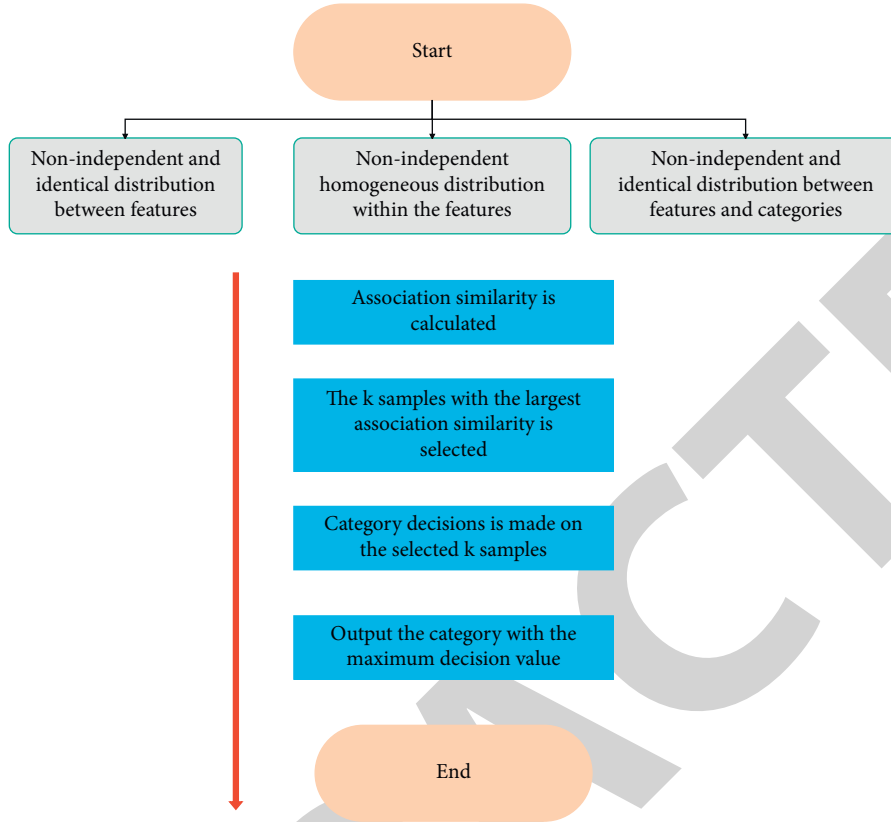 Start
Non-independent and
identical distribution
between features
Non-independent
homogeneous distribution
within the features
Non-independent and
identical distribution between
features and categories
Association similarity is
calculated
The k samples with the largest
association similarity is
selected
Category decisions is made on
the selected k samples
Output the category with the
maximum decision value
End